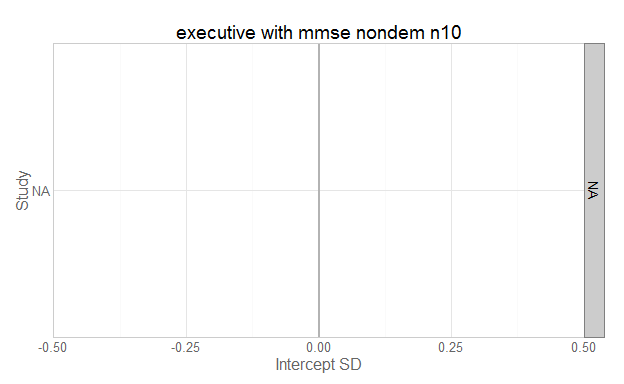 executive with mmse nondem n10
Study
NA
NA
-0.50 -0.25 0.00 0.25 0.50
Intercept SD